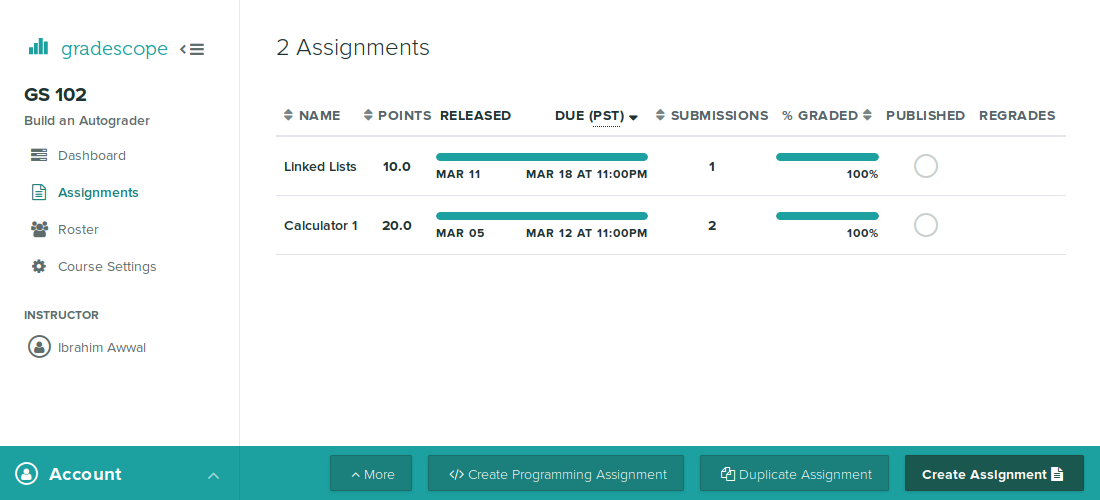 gradescope
GS 102
Build an Autograder
Dashboard
Assignments
Roster
Course Settings
INSTRUCTOR
Ibrahim Awwal
Account
2 Assignments
NAME POINTS RELEASED DUE (PST) SUBMISSIONS % GRADED PUBLISHED REGRADES
Linked Lists 10.0 MAR 11 MAR 18 AT 11:00PM 1 100%
Calculator 1 20.0 MAR 05 MAR 12 AT 11:00PM 2 100%
More </> Create Programming Assignment Duplicate Assignment Create Assignment